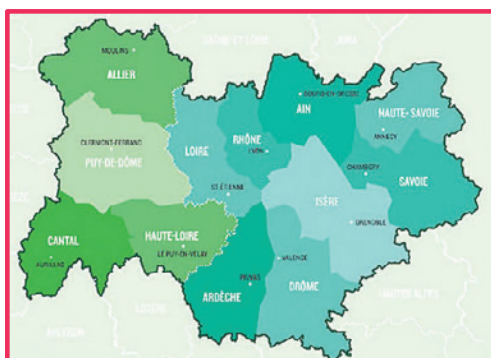 SAÔNE-ET-LOIRE
JURA
MOULINS
ALLIER
BOURG-EN-BRESSE
AIN
HAUTE-SAVOIE
ANNECY
CLERMONT-FERRAND
PUY-DE-DÔME
LOIRE
RHÔNE
LYON
CHAMBÉRY
SAVOIE
ST-ÉTIENNE
ISÈRE
GRENOBLE
CANTAL
AURILLAC
HAUTE-LOIRE
LE PUY-EN-VELAY
VALENCE
PRIVAS
ARDÈCHE
DRÔME
HAUTES-ALPES
LOZÈRE
AVEYRON